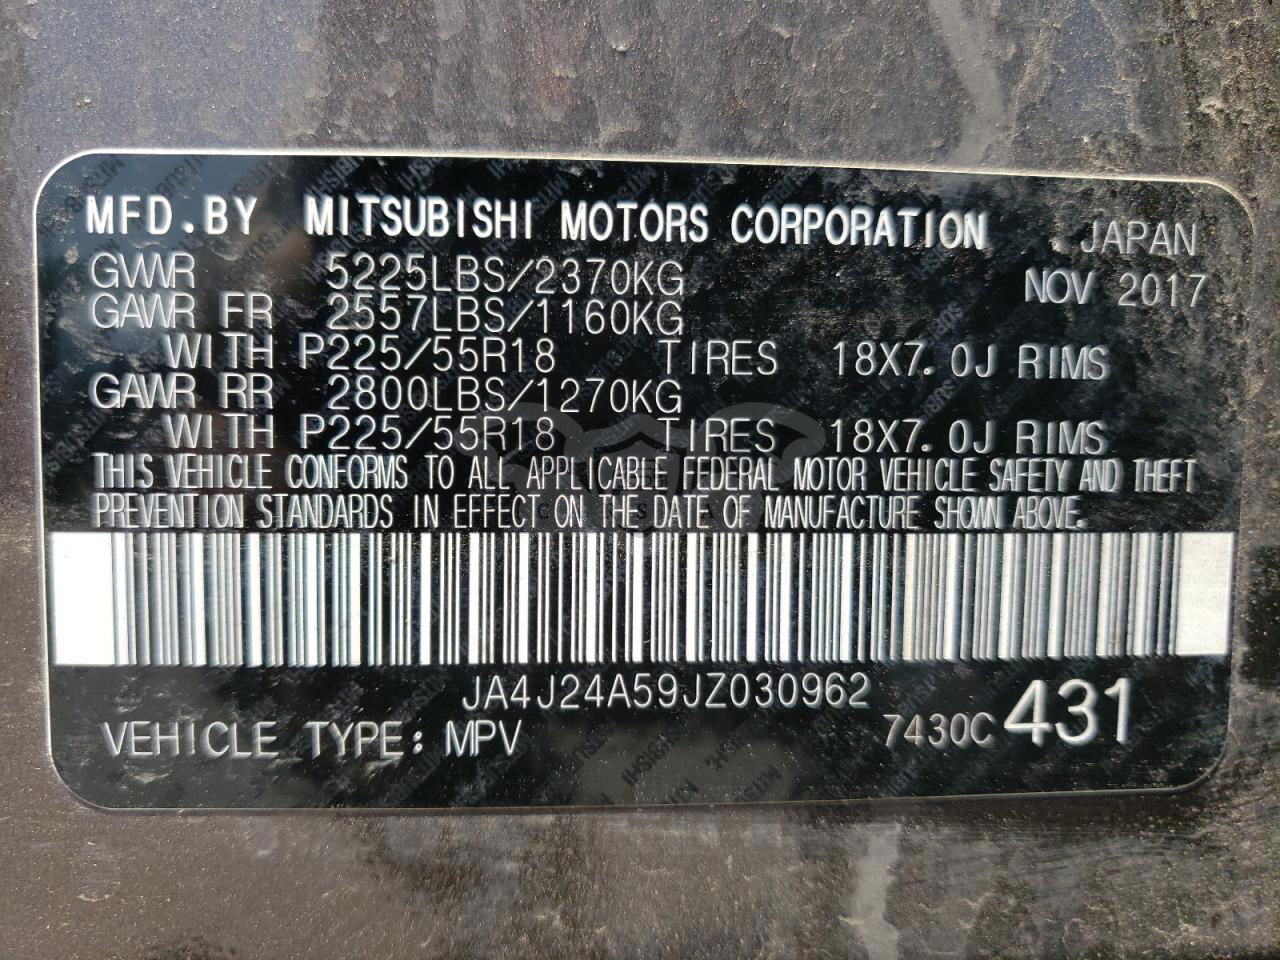 MFD.BY MITSUBISHI MOTORS CORPORATION JAPAN
GVWR 5225LBS/2370KG NOV 2017
GAWR FR 2557LBS/1160KG
WITH P225/55R18 TIRES 18X7.0J RIMS
GAWR RR 2800LBS/1270KG
WITH P225/55R18 TIRES 18X7.0J RIMS
THIS VEHICLE CONFORMS TO ALL APPLICABLE FEDERAL MOTOR VEHICLE SAFETY AND THEFT
PREVENTION STANDARDS IN EFFECT ON THE DATE OF MANUFACTURE SHOWN ABOVE.
JA4J24A59JZ030962
VEHICLE TYPE: MPV 7430C 431